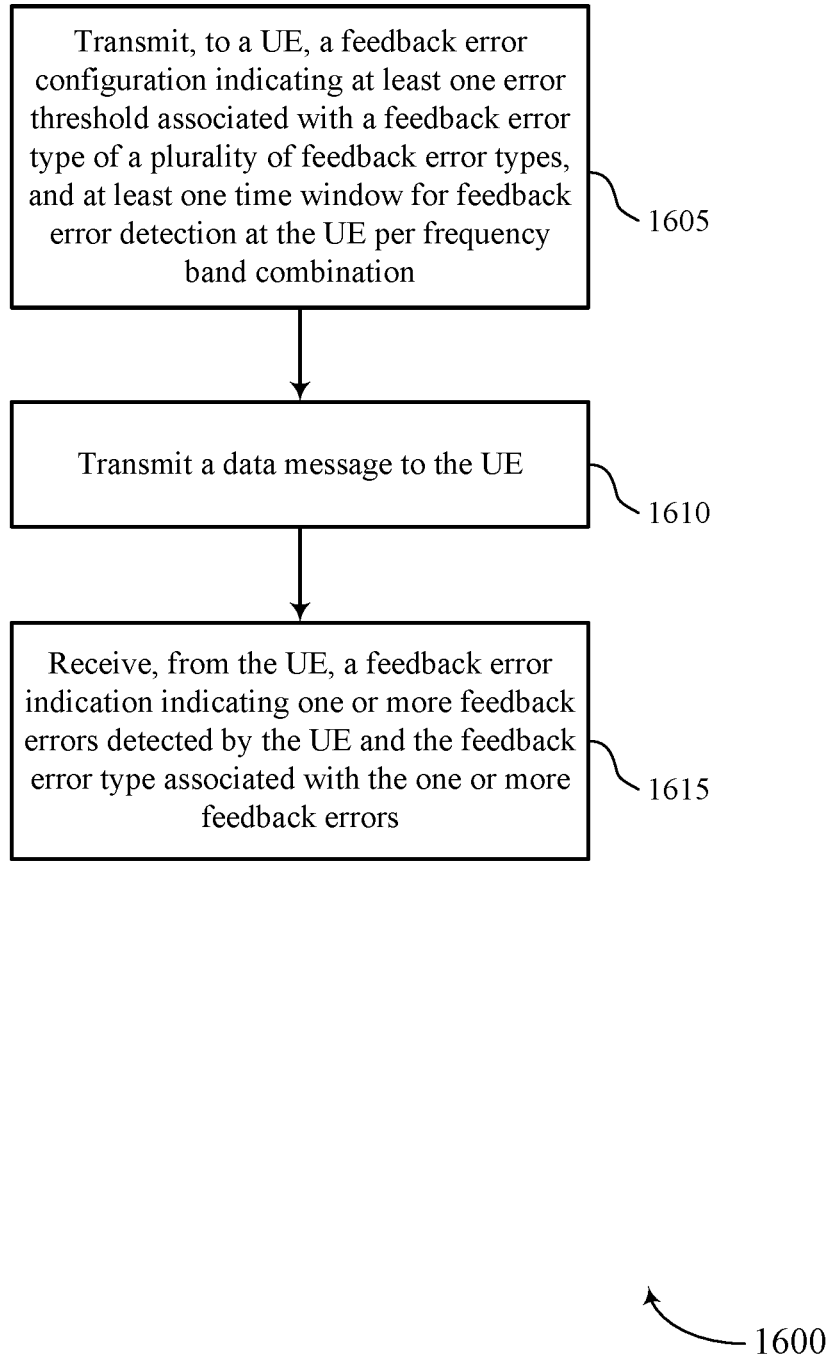 Transmit, to a UE, a feedback error
configuration indicating at least one error
threshold associated with a feedback error
type of a plurality of feedback error types,
and at least one time window for feedback
error detection at the UE per frequency
band combination
1605
Transmit a data message to the UE
1610
Receive, from the UE, a feedback error
indication indicating one or more feedback
errors detected by the UE and the feedback
error type associated with the one or more
feedback errors
1615
1600